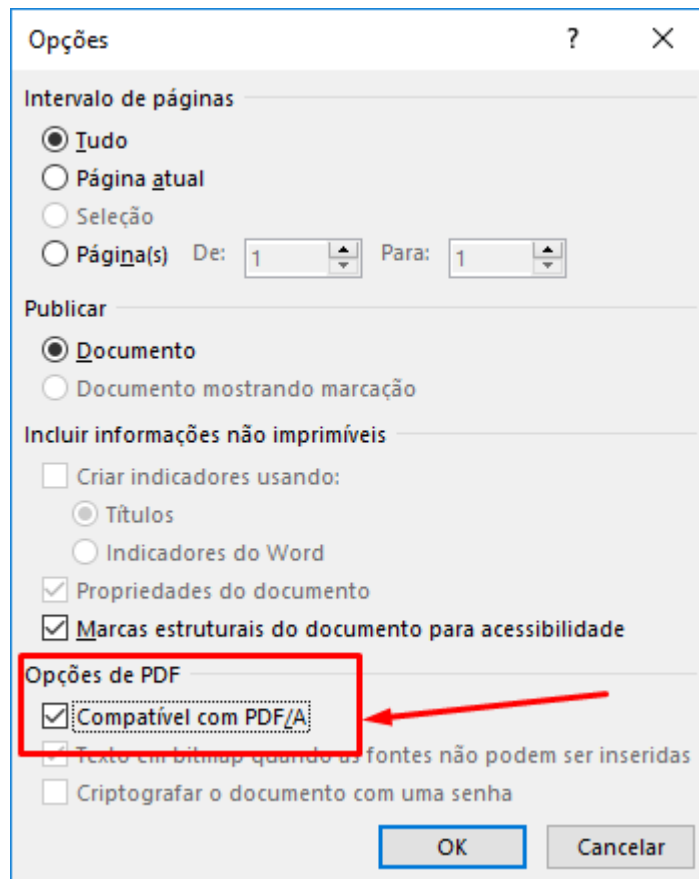 Opções ?
Intervalo de páginas
Tudo
Página atual
Seleção
Página(s) De: 1 Para: 1
Publicar
Documento
Documento mostrando marcação
Incluir informações não imprimíveis
Criar indicadores usando:
Títulos
Indicadores do Word
Propriedades do documento
Marcas estruturais do documento para acessibilidade
Opções de PDF
Compatível com PDF/A
Texto em bitmap quando as fontes não podem ser inseridas
Criptografar o documento com uma senha
OK Cancelar